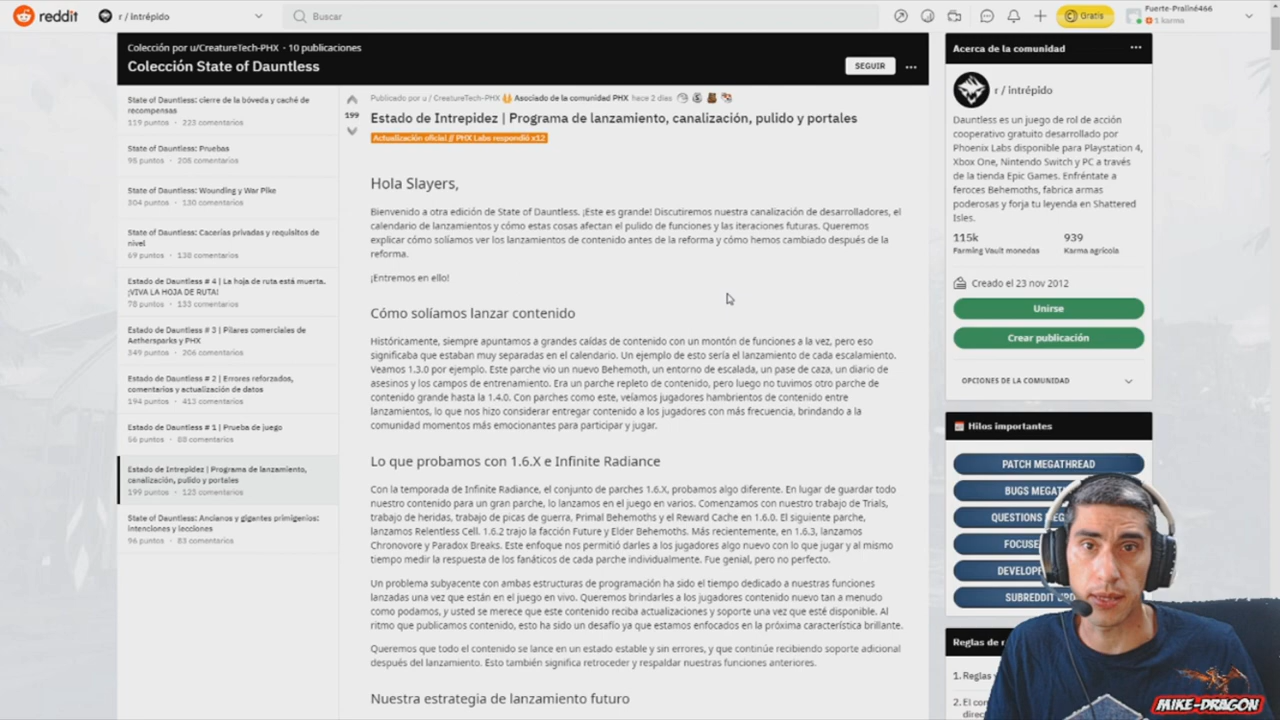 reddit
r / intrépido
Buscar
Gratis
Fuerte-Praliné466
1 karma
Colección por u/CreatureTech-PHX · 10 publicaciones
Colección State of Dauntless
SEGUIR
State of Dauntless: cierre de la bóveda y caché de
recompensas
119 puntos · 223 comentarios
State of Dauntless: Pruebas
95 puntos · 205 comentarios
State of Dauntless: Wounding y War Pike
304 puntos · 130 comentarios
State of Dauntless: Cacerías privadas y requisitos de
nivel
69 puntos · 138 comentarios
Estado de Dauntless # 4 | La hoja de ruta está muerta.
¡VIVA LA HOJA DE RUTA!
78 puntos · 133 comentarios
Estado de Dauntless # 3 | Pilares comerciales de
Aethersparks y PHX
349 puntos · 206 comentarios
Estado de Dauntless # 2 | Errores reforzados,
comentarios y actualización de datos
194 puntos · 413 comentarios
Estado de Dauntless # 1 | Prueba de juego
56 puntos · 88 comentarios
Estado de Intrepidez | Programa de lanzamiento,
canalización, pulido y portales
199 puntos · 123 comentarios
State of Dauntless: Ancianos y gigantes primigenios:
intenciones y lecciones
96 puntos · 83 comentarios
199
Publicado por u / CreatureTech-PHX Asociado de la comunidad PHX hace 2 dies
Estado de Intrepidez | Programa de lanzamiento, canalización, pulido y portales
Actualización oficial // PHX Labs respondió x12
Hola Slayers,
Bienvenido a otra edición de State of Dauntless. ¡Este es grande! Discutiremos nuestra canalización de desarrolladores, el
calendario de lanzamientos y cómo estas cosas afectan el pulido de funciones y las iteraciones futuras. Queremos
explicar cómo solíamos ver los lanzamientos de contenido antes de la reforma y cómo hemos cambiado después de la
reforma.
¡Entremos en ello!
Cómo solíamos lanzar contenido
Históricamente, siempre apuntamos a grandes caídas de contenido con un montón de funciones a la vez, pero eso
significaba que estaban muy separadas en el calendario. Un ejemplo de esto sería el lanzamiento de cada escalamiento.
Veamos 1.3.0 por ejemplo. Este parche vio un nuevo Behemoth, un entorno de escalada, un pase de caza, un diario de
asesinos y los campos de entrenamiento. Era un parche repleto de contenido, pero luego no tuvimos otro parche de
contenido grande hasta la 1.4.0. Con parches como este, veíamos jugadores hambrientos de contenido entre
lanzamientos, lo que nos hizo considerar entregar contenido a los jugadores con más frecuencia, brindando a la
comunidad momentos más emocionantes para participar y jugar.
Lo que probamos con 1.6.X e Infinite Radiance
Con la temporada de Infinite Radiance, el conjunto de parches 1.6.X, probamos algo diferente. En lugar de guardar todo
nuestro contenido para un gran parche, lo lanzamos en el juego en varios. Comenzamos con nuestro trabajo de Trials,
trabajo de heridas, trabajo de picas de guerra, Primal Behemoths y el Reward Cache en 1.6.0. El siguiente parche,
lanzamos Relentless Cell. 1.6.2 trajo la facción Future y Elder Behemoths. Más recientemente, en 1.6.3, lanzamos
Chronovore y Paradox Breaks. Este enfoque nos permitió darles a los jugadores algo nuevo con lo que jugar y al mismo
tiempo medir la respuesta de los fanáticos de cada parche individualmente. Fue genial, pero no perfecto.
Un problema subyacente con ambas estructuras de programación ha sido el tiempo dedicado a nuestras funciones
lanzadas una vez que están en el juego en vivo. Queremos brindarles a los jugadores contenido nuevo tan a menudo
como podamos, y usted se merece que este contenido reciba actualizaciones y soporte una vez que esté disponible. Al
ritmo que publicamos contenido, esto ha sido un desafío ya que estamos enfocados en la próxima característica brillante.
Queremos que todo el contenido se lance en un estado estable y sin errores, y que continúe recibiendo soporte adicional
después del lanzamiento. Esto también significa retroceder y respaldar nuestras funciones anteriores.
Nuestra estrategia de lanzamiento futuro
Acerca de la comunidad
r / intrépido
Dauntless es un juego de rol de acción
cooperativo gratuito desarrollado por
Phoenix Labs disponible para Playstation 4,
Xbox One, Nintendo Switch y PC a través
de la tienda Epic Games. Enfréntate a
feroces Behemoths, fabrica armas
poderosas y forja tu leyenda en Shattered
Isles.
115k
Farming Vault monedas
939
Karma agrícola
Creado el 23 nov 2012
Unirse
Crear publicación
OPCIONES DE LA COMUNIDAD
Hilos importantes
PATCH MEGATHREAD
BUGS MEGAT
QUESTIONS MEG
FOCUSE
DEVELOP
SUBREDDIT UPD
Reglas de r
1. Reglas
2. El con
direc
MIKE-DRAGON